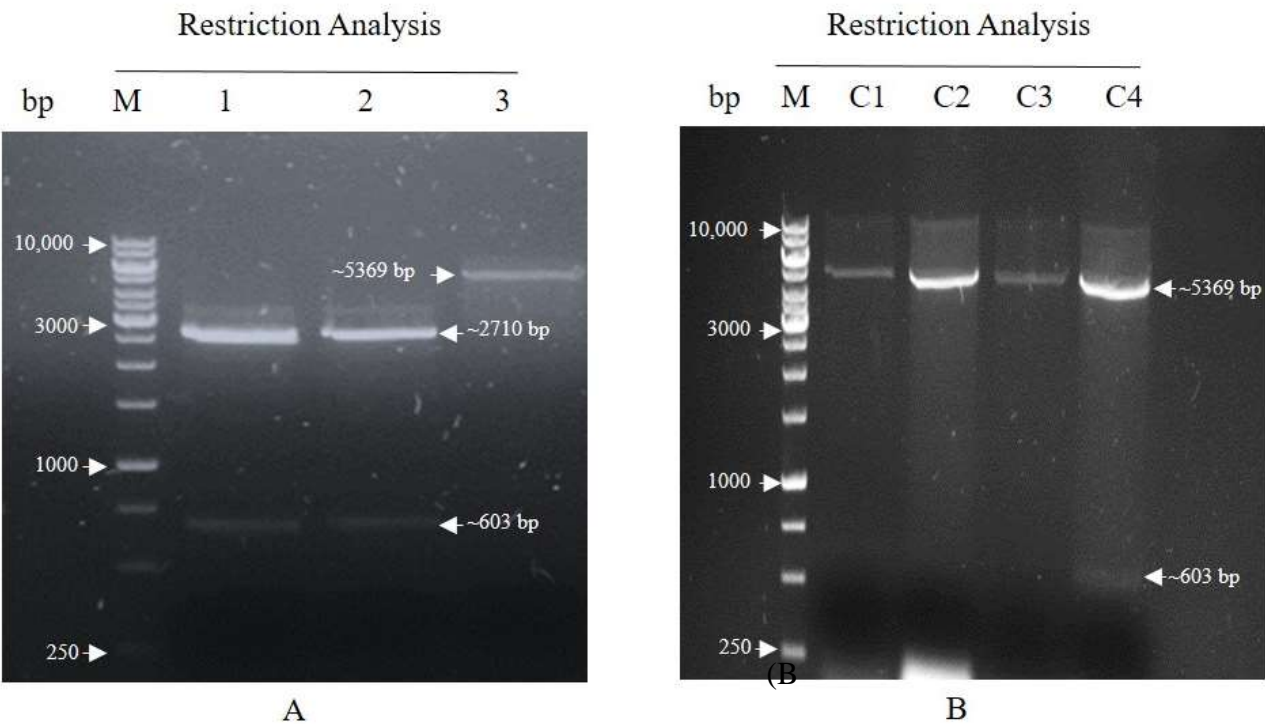 Restriction Analysis
bp M 1 2 3
10,000
~5369 bp
3000
~2710 bp
1000
~603 bp
250
A
Restriction Analysis
bp M C1 C2 C3 C4
10,000
~5369 bp
3000
1000
~603 bp
250
(B
B